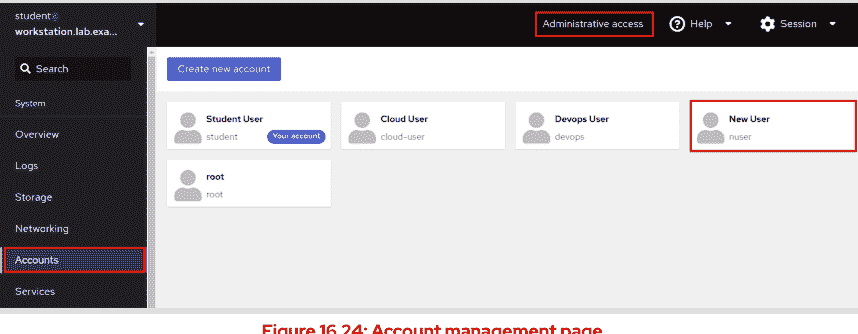 student@
workstation.lab.exa...
Administrative access
Help
Session
Search
Create new account
System
Student User
student
Your account
Cloud User
cloud-user
Devops User
devops
New User
nuser
Overview
Logs
root
root
Storage
Networking
Accounts
Services
Figure 16.24: Account management page